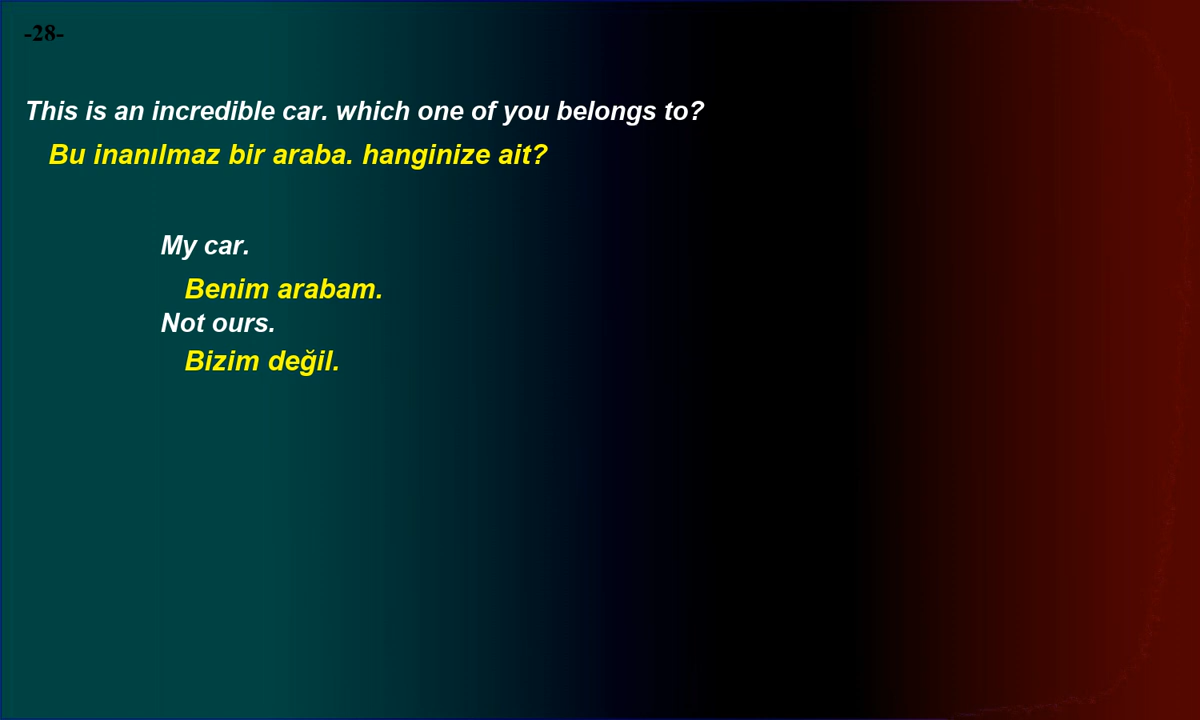 -28-
This is an incredible car. which one of you belongs to?
Bu inanılmaz bir araba. hanginize ait?
My car.
Benim arabam.
Not ours.
Bizim değil.